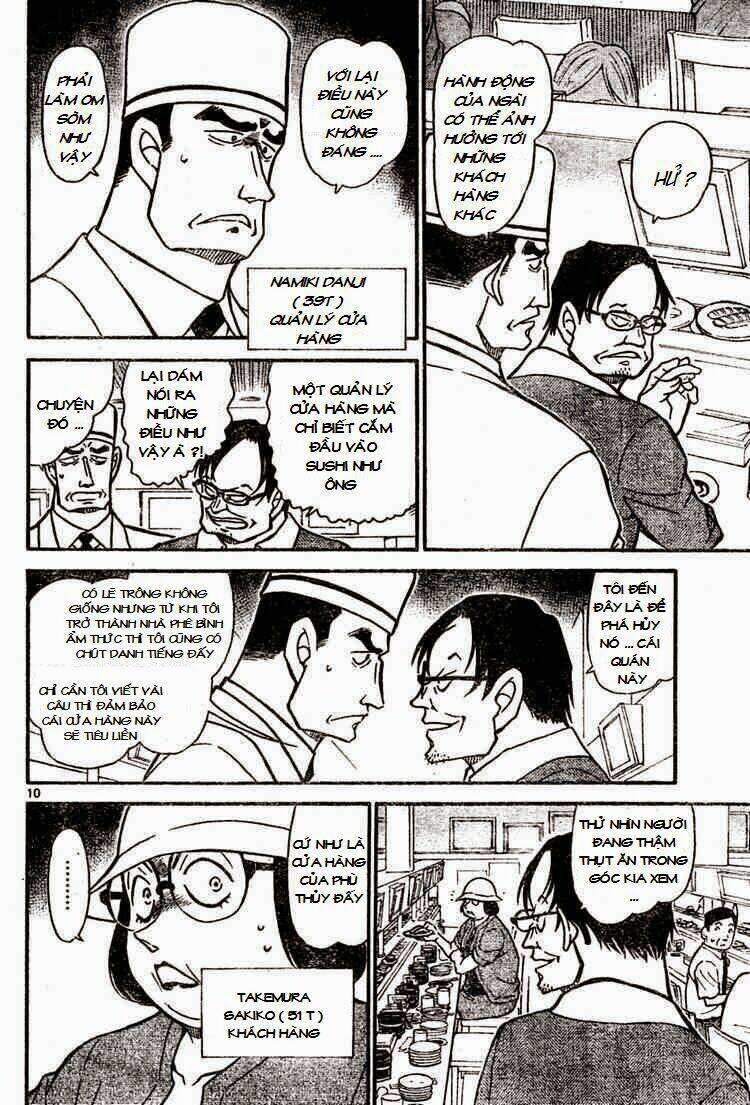 HỬ ?
HÀNH ĐỘNG
CỦA NGÀI
CÓ THỂ ẢNH
HƯỞNG TỚI
NHỮNG
KHÁCH
HÀNG
KHÁC
VỚI LẠI
ĐIỀU NÀY
CŨNG
KHÔNG
ĐÁNG ....
PHẢI
LÀM OM
SÒM NHƯ
VẬY
NAMIKI DANJI
( 39T )
QUẢN LÝ CỬA
HÀNG
MỘT QUẢN LÝ
CỬA HÀNG MÀ
CHỈ BIẾT CẮM
ĐẦU VÀO
SUSHI NHƯ
ÔNG
LẠI DÁM
NÓI RA
NHỮNG
ĐIỀU NHƯ
VẬY À ?!
CHUYỆN
ĐÓ ...
TÔI ĐẾN
ĐÂY LÀ ĐỂ
PHÁ HỦY
NÓ ... CÁI
QUÁN
NÀY
CÓ LẼ TRÔNG KHÔNG
GIỐNG NHƯNG TỪ KHI TÔI
TRỞ THÀNH NHÀ PHÊ BÌNH
ẨM THỰC THÌ TÔI CŨNG CÓ
CHÚT DANH TIẾNG ĐẤY
CHỈ CẦN TÔI VIẾT VÀI
CÂU THÌ ĐẢM BẢO
CÁI CỬA HÀNG NÀY
SẼ TIÊU LIỀN
10
THỬ NHÌN NGƯỜI
ĐANG THẬM
THỤT ĂN TRONG
GÓC KIA XEM
...
CỨ NHƯ LÀ
CỬA HÀNG
CỦA PHÙ
THỦY ĐẤY
.........
TAKEMURA
GAKIKO ( 51 T )
KHÁCH HÀNG